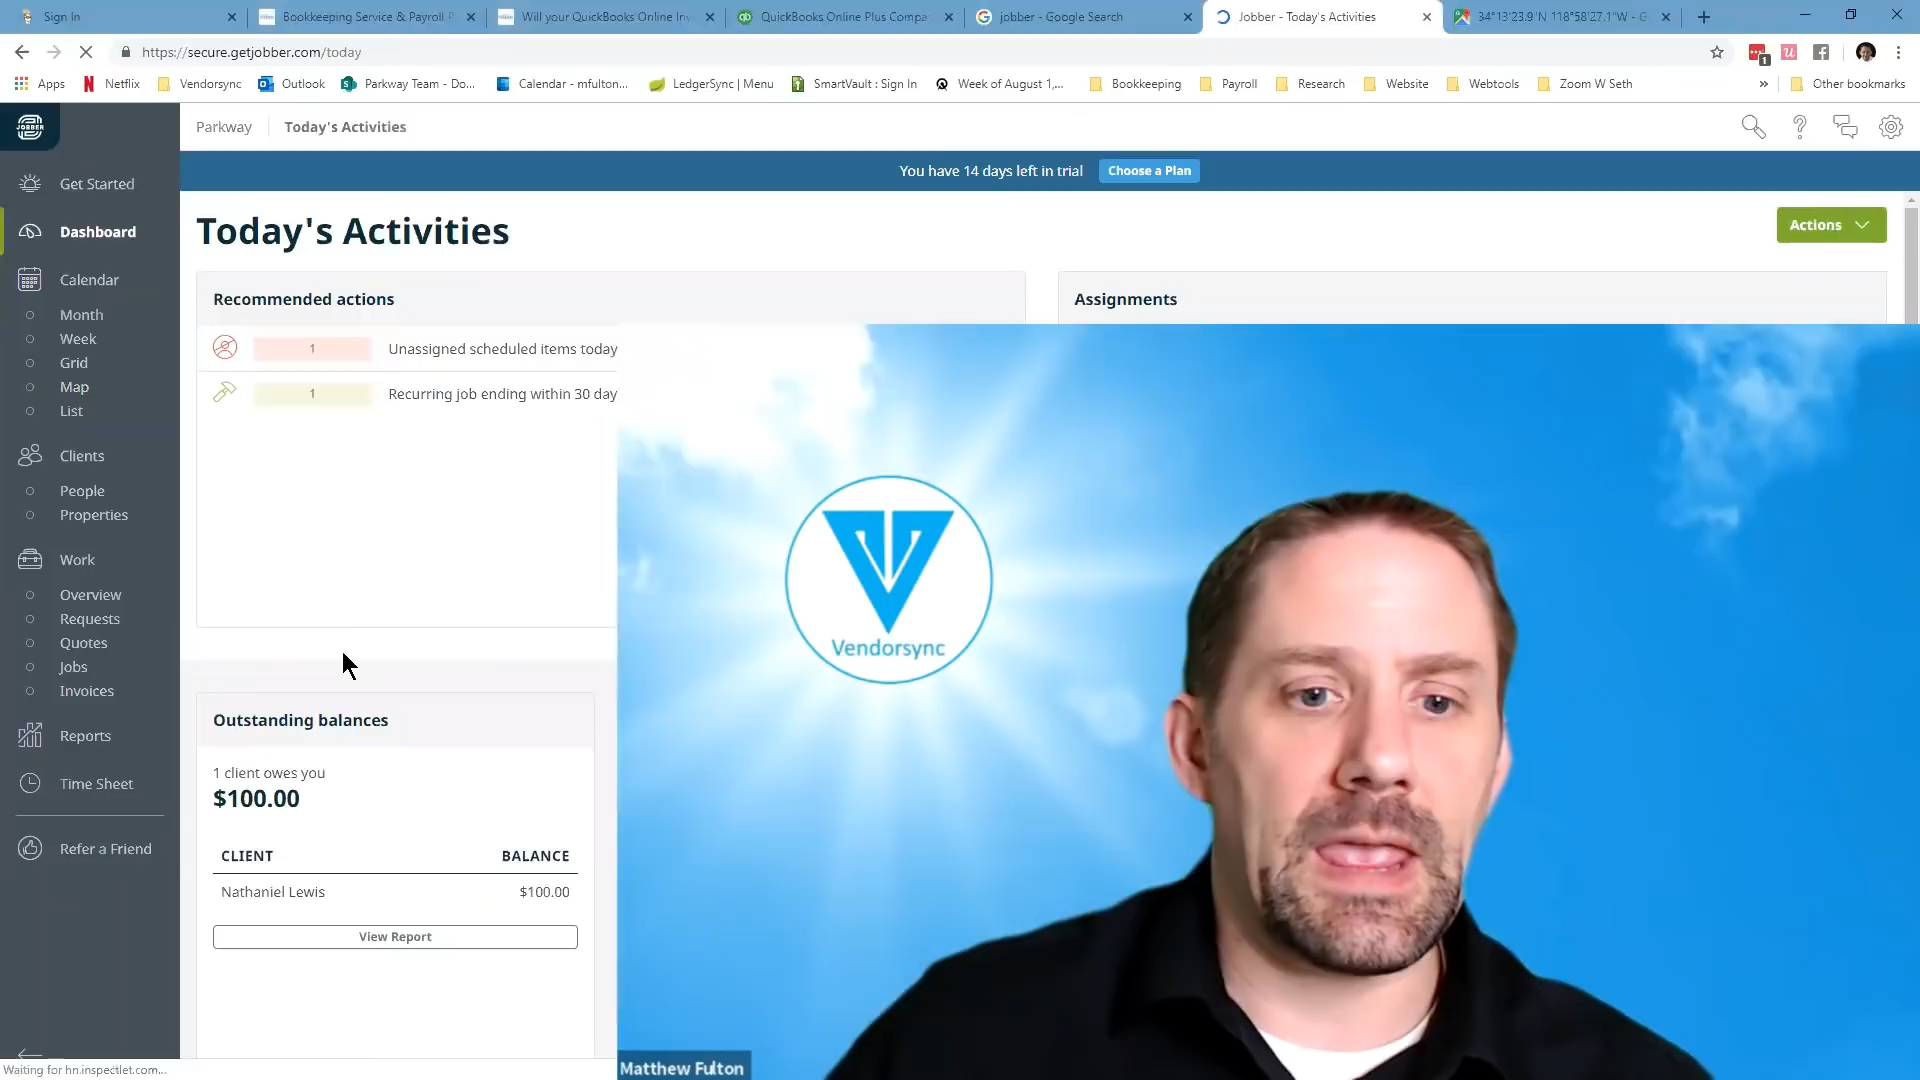 Sign In
Bookkeeping Service & Payroll P
Will your QuickBooks Online Inv
QuickBooks Online Plus Compa
jobber - Google Search
Jobber - Today's Activities
34°13'23.9"N 118°58'27.1"W - G
https://secure.getjobber.com/today
1
Apps
Netflix
Vendorsync
Outlook
Parkway Team - Do...
Calendar - mfulton...
LedgerSync | Menu
SmartVault : Sign In
Week of August 1,...
Bookkeeping
Payroll
Research
Website
Webtools
Zoom W Seth
»
Other bookmarks
JOBBER
Parkway
Today's Activities
You have 14 days left in trial
Choose a Plan
Get Started
Dashboard
Calendar
Month
Week
Grid
Map
List
Clients
People
Properties
Work
Overview
Requests
Quotes
Jobs
Invoices
Reports
Time Sheet
Refer a Friend
Today's Activities
Actions
Recommended actions
1 Unassigned scheduled items today
1 Recurring job ending within 30 day
Assignments
Outstanding balances
1 client owes you
$100.00
CLIENT BALANCE
Nathaniel Lewis $100.00
View Report
Vendorsync
Matthew Fulton
Waiting for hn.inspectlet.com...